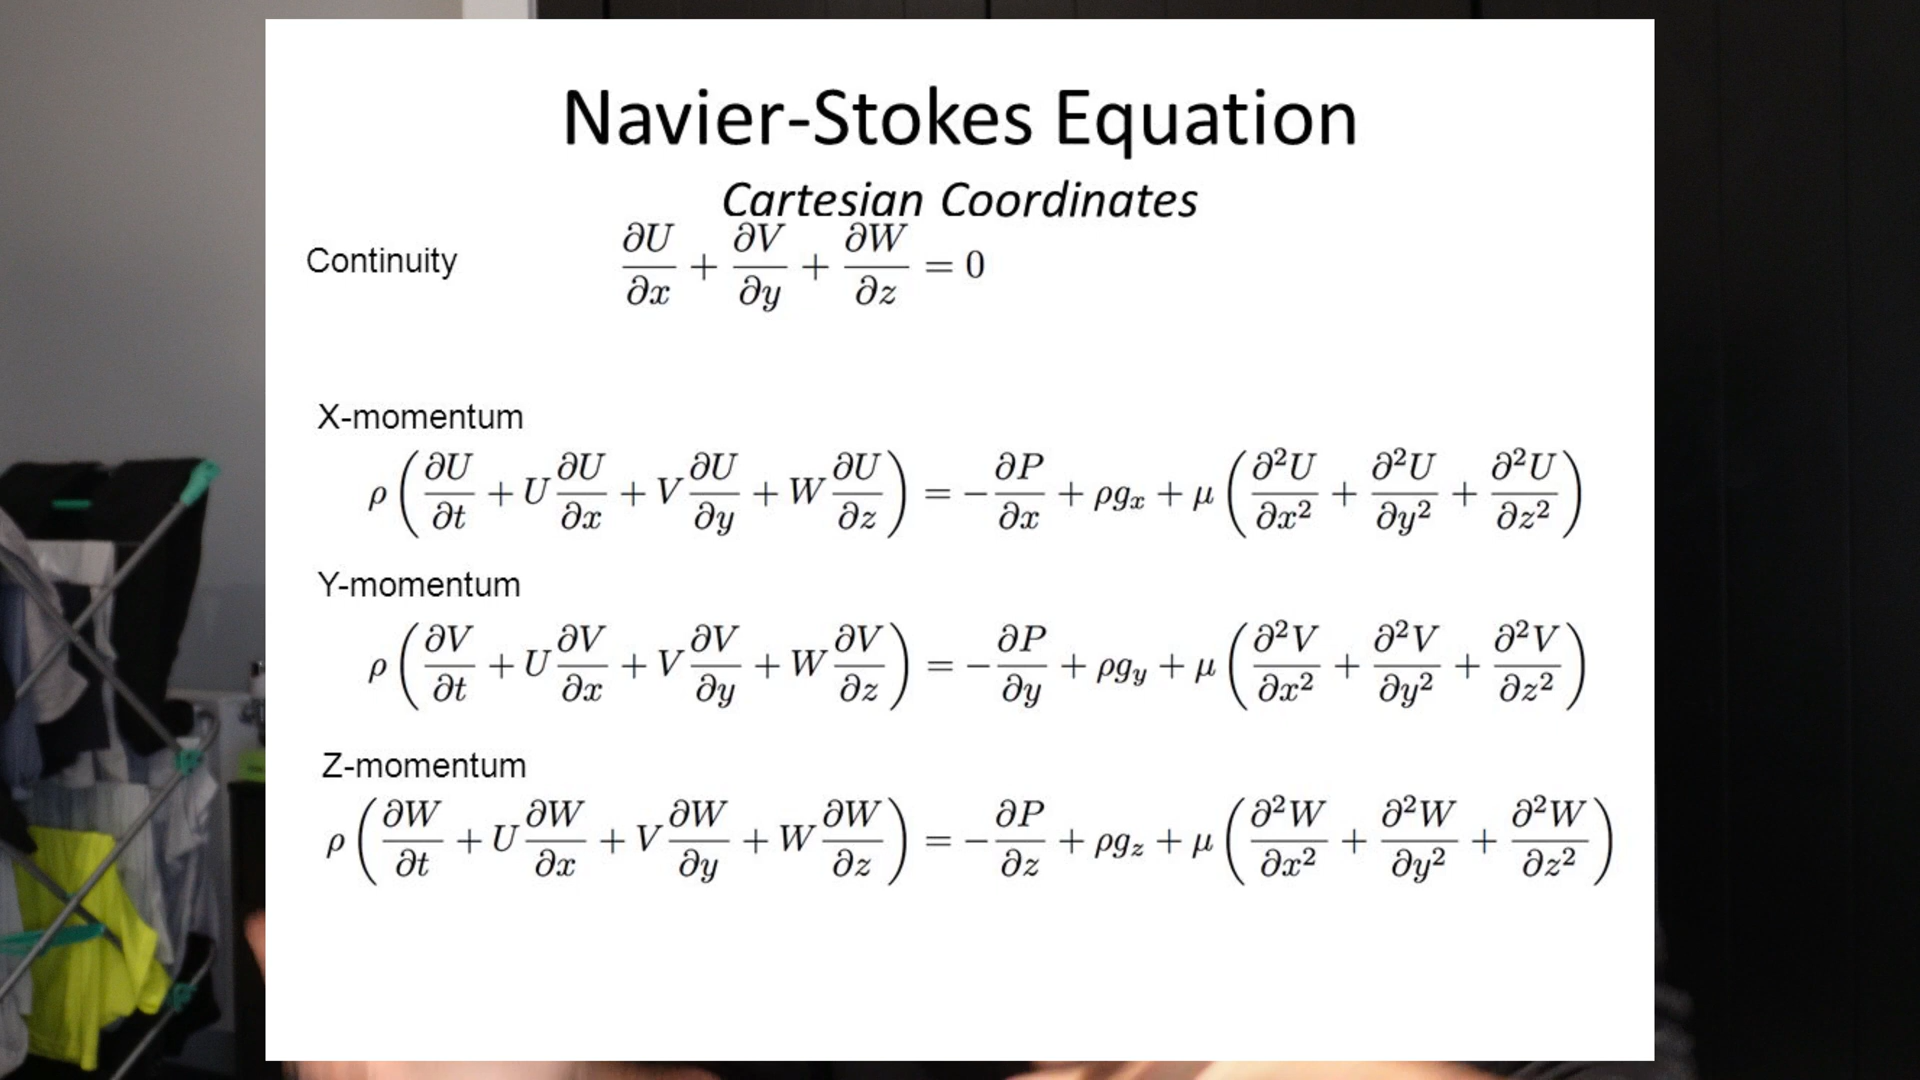 Navier-Stokes Equation
Cartesian Coordinates
Continuity ∂U/∂x + ∂V/∂y + ∂W/∂z = 0
X-momentum
ρ(∂U/∂t + U ∂U/∂x + V ∂U/∂y + W ∂U/∂z) = −∂P/∂x + ρgₓ + μ(∂²U/∂x² + ∂²U/∂y² + ∂²U/∂z²)
Y-momentum
ρ(∂V/∂t + U ∂V/∂x + V ∂V/∂y + W ∂V/∂z) = −∂P/∂y + ρg_y + μ(∂²V/∂x² + ∂²V/∂y² + ∂²V/∂z²)
Z-momentum
ρ(∂W/∂t + U ∂W/∂x + V ∂W/∂y + W ∂W/∂z) = −∂P/∂z + ρg_z + μ(∂²W/∂x² + ∂²W/∂y² + ∂²W/∂z²)